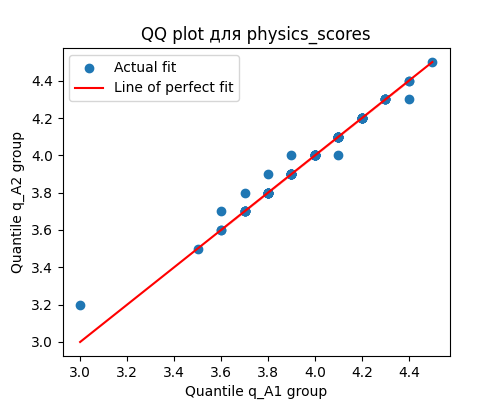 QQ plot для physics_scores
Actual fit
Line of perfect fit
Quantile q_A2 group
4.4
4.2
4.0
3.8
3.6
3.4
3.2
3.0
3.0 3.2 3.4 3.6 3.8 4.0 4.2 4.4
Quantile q_A1 group